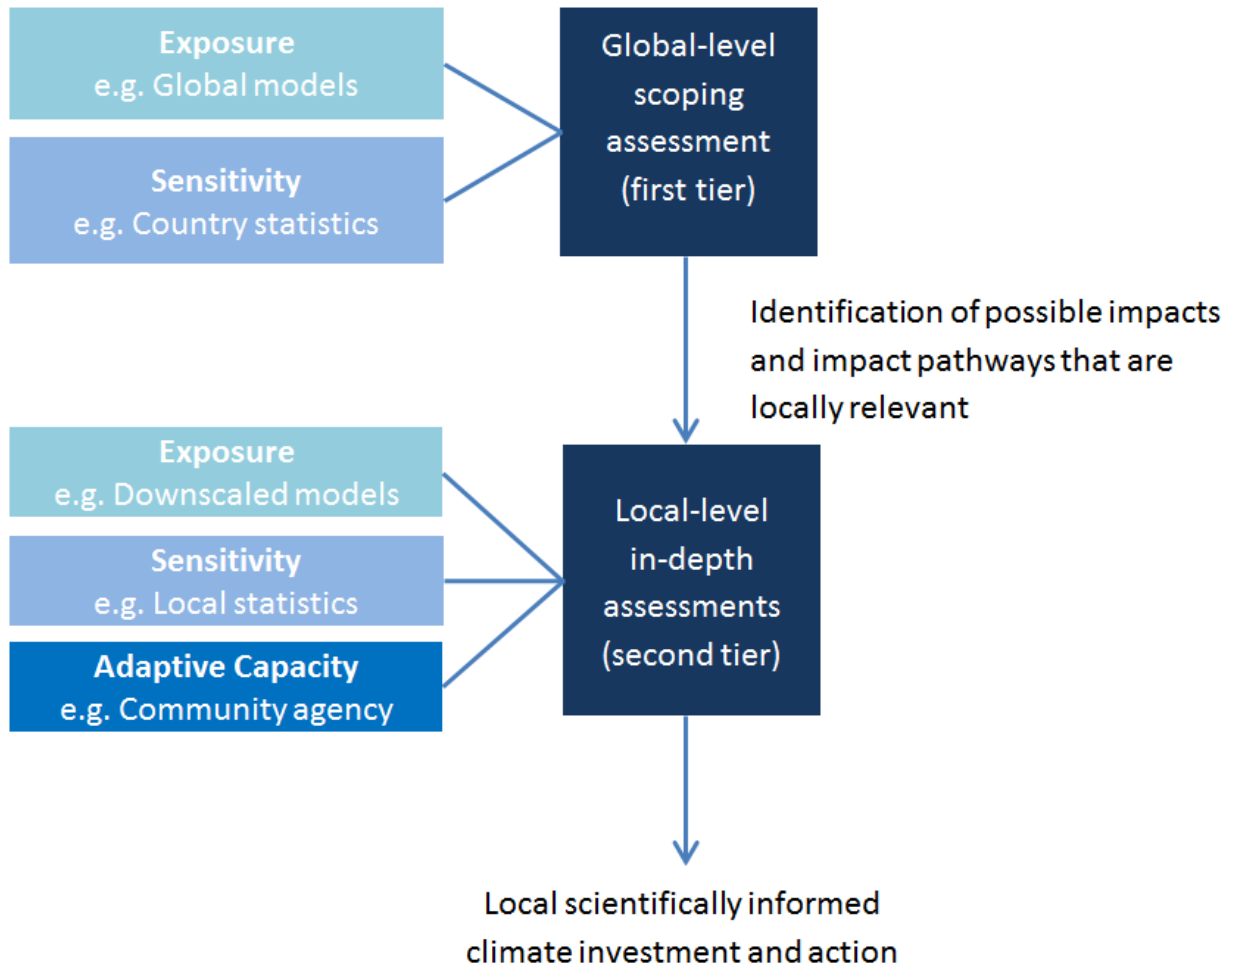 Exposure
e.g. Global models
Sensitivity
e.g. Country statistics
Global-level
scoping
assessment
(first tier)
Identification of possible impacts
and impact pathways that are
locally relevant
Exposure
e.g. Downscaled models
Sensitivity
e.g. Local statistics
Adaptive Capacity
e.g. Community agency
Local-level
in-depth
assessments
(second tier)
Local scientifically informed
climate investment and action